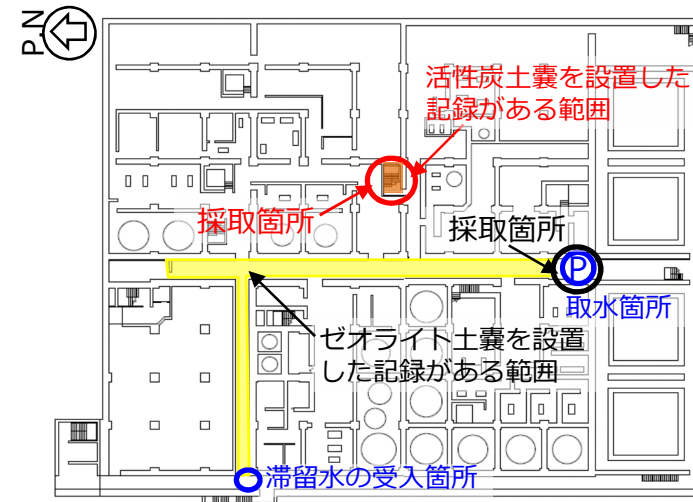 P.N
活性炭土嚢を設置した
記録がある範囲
採取箇所
採取箇所
P
取水箇所
ゼオライト土嚢を設置
した記録がある範囲
滞留水の受入箇所